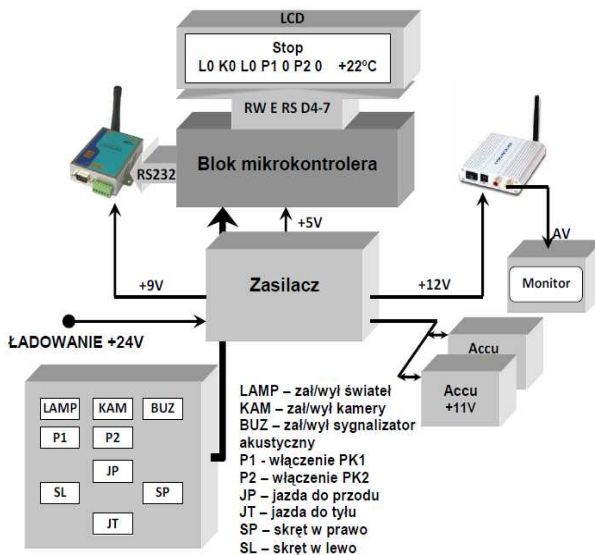 LCD
Stop
L0 K0 L0 P1 0 P2 0 +22ºC
RW E RS D4-7
Blok mikrokontrolera
RS232
+5V
AV
+9V
Zasilacz
+12V
Monitor
ŁADOWANIE +24V
Accu
Accu
+11V
LAMP
KAM
BUZ
P1
P2
JP
SL
SP
JT
LAMP – zał/wył świateł
KAM – zał/wył kamery
BUZ – zał/wył sygnalizator
akustyczny
P1 - włączenie PK1
P2 – włączenie PK2
JP – jazda do przodu
JT – jazda do tyłu
SP – skręt w prawo
SL – skręt w lewo